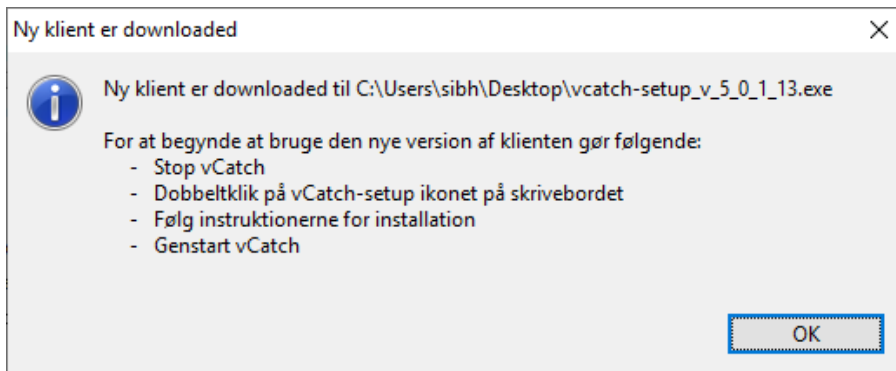 Ny klient er downloaded
Ny klient er downloaded til C:\Users\sibh\Desktop\vcatch-setup_v_5_0_1_13.exe
For at begynde at bruge den nye version af klienten gør følgende:
- Stop vCatch
- Dobbeltklik på vCatch-setup ikonet på skrivebordet
- Følg instruktionerne for installation
- Genstart vCatch
OK